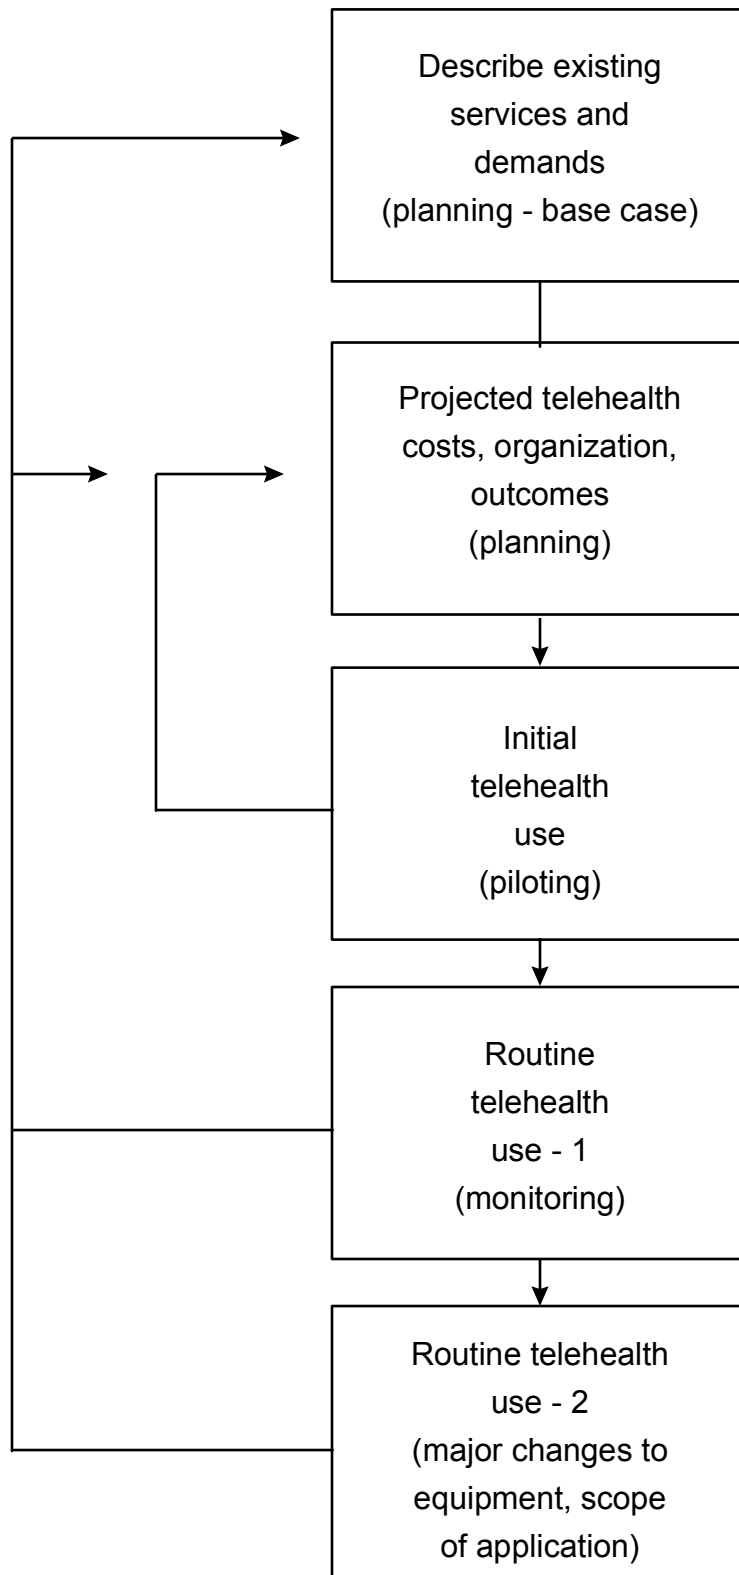 Describe existing
services and
demands
(planning - base case)
Projected telehealth
costs, organization,
outcomes
(planning)
Initial
telehealth
use
(piloting)
Routine
telehealth
use - 1
(monitoring)
Routine telehealth
use - 2
(major changes to
equipment, scope
of application)